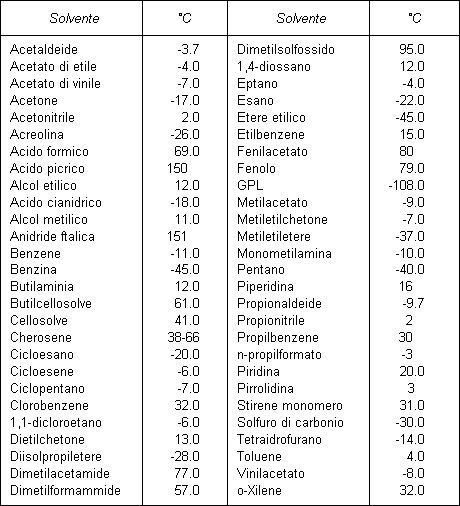 Solvente °C Solvente °C
Acetaldeide -3.7 Dimetilsolfossido 95.0
Acetato di etile -4.0 1,4-diossano 12.0
Acetato di vinile -7.0 Eptano -4.0
Acetone -17.0 Esano -22.0
Acetonitrile 2.0 Etere etilico -45.0
Acreolina -26.0 Etilbenzene 15.0
Acido formico 69.0 Fenilacetato 80
Acido picrico 150 Fenolo 79.0
Alcol etilico 12.0 GPL -108.0
Acido cianidrico -18.0 Metilacetato -9.0
Alcol metilico 11.0 Metiletilchetone -7.0
Anidride ftalica 151 Metiletiletere -37.0
Benzene -11.0 Monometilamina -10.0
Benzina -45.0 Pentano -40.0
Butilaminia 12.0 Piperidina 16
Butilcellosolve 61.0 Propionaldeide -9.7
Cellosolve 41.0 Propionitrile 2
Cherosene 38-66 Propilbenzene 30
Cicloesano -20.0 n-propilformato -3
Cicloesene -6.0 Piridina 20.0
Ciclopentano -7.0 Pirrolidina 3
Clorobenzene 32.0 Stirene monomero 31.0
1,1-dicloroetano -6.0 Solfuro di carbonio -30.0
Dietilchetone 13.0 Tetraidrofurano -14.0
Diisolpropiletere -28.0 Toluene 4.0
Dimetilacetamide 77.0 Vinilacetato -8.0
Dimetilformammide 57.0 o-Xilene 32.0